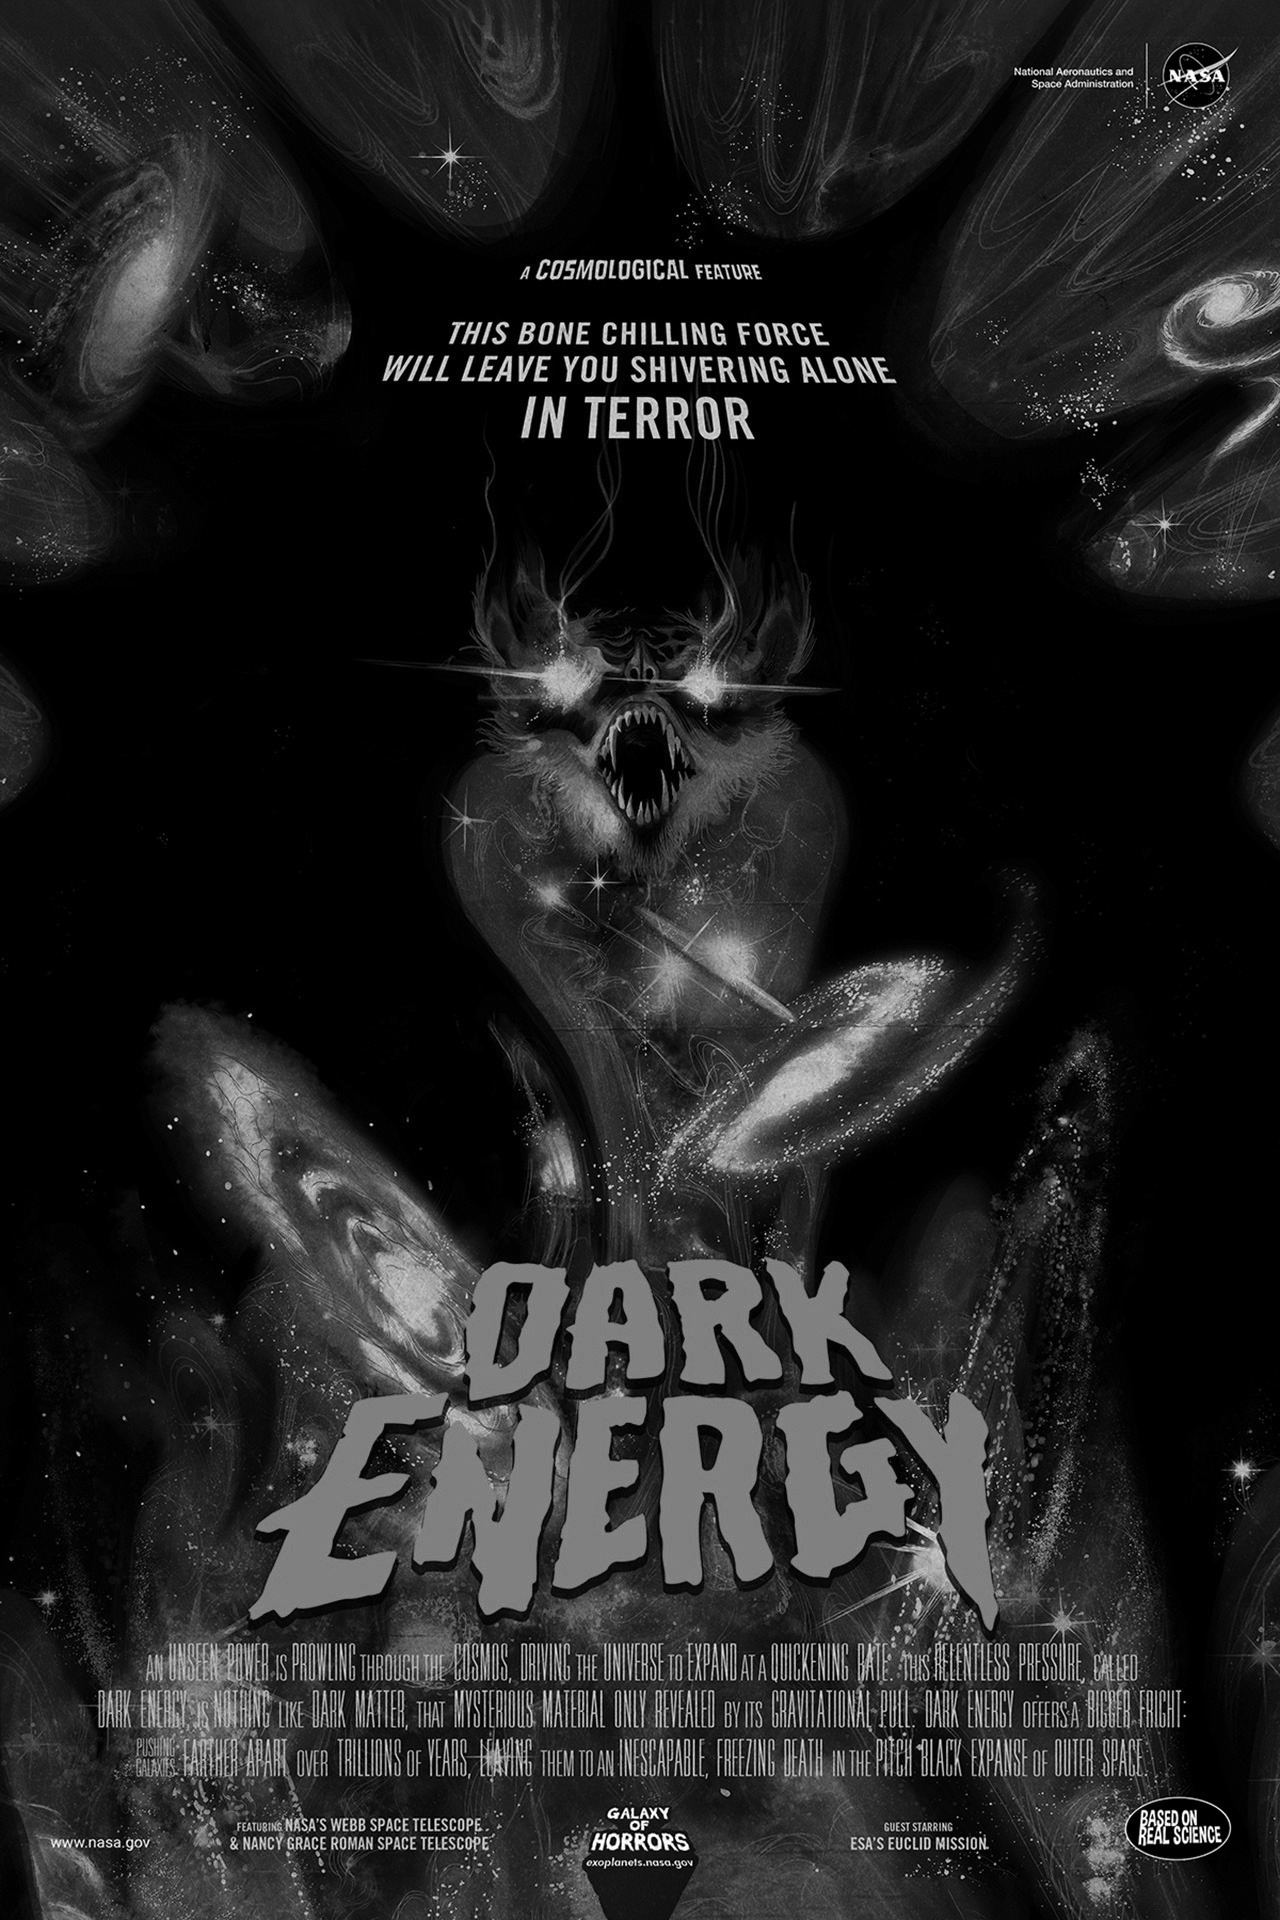 National Aeronautics and
Space Administration
NASA
A COSMOLOGICAL FEATURE
THIS BONE CHILLING FORCE
WILL LEAVE YOU SHIVERING ALONE
IN TERROR
DARK
ENERGY
AN UNSEEN POWER IS PROWLING THROUGH THE COSMOS, DRIVING THE UNIVERSE TO EXPAND AT A QUICKENING RATE. THIS RELENTLESS PRESSURE, CALLED
DARK ENERGY, IS NOTHING LIKE DARK MATTER, THAT MYSTERIOUS MATERIAL ONLY REVEALED BY ITS GRAVITATIONAL PULL. DARK ENERGY OFFERS A BIGGER FRIGHT:
PUSHING GALAXIES FARTHER APART OVER TRILLIONS OF YEARS, LEAVING THEM TO AN INESCAPABLE, FREEZING DEATH IN THE PITCH BLACK EXPANSE OF OUTER SPACE.
www.nasa.gov
FEATURING NASA'S WEBB SPACE TELESCOPE
& NANCY GRACE ROMAN SPACE TELESCOPE
GALAXY
OF
HORRORS
exoplanets.nasa.gov
GUEST STARRING
ESA'S EUCLID MISSION
BASED ON
REAL SCIENCE